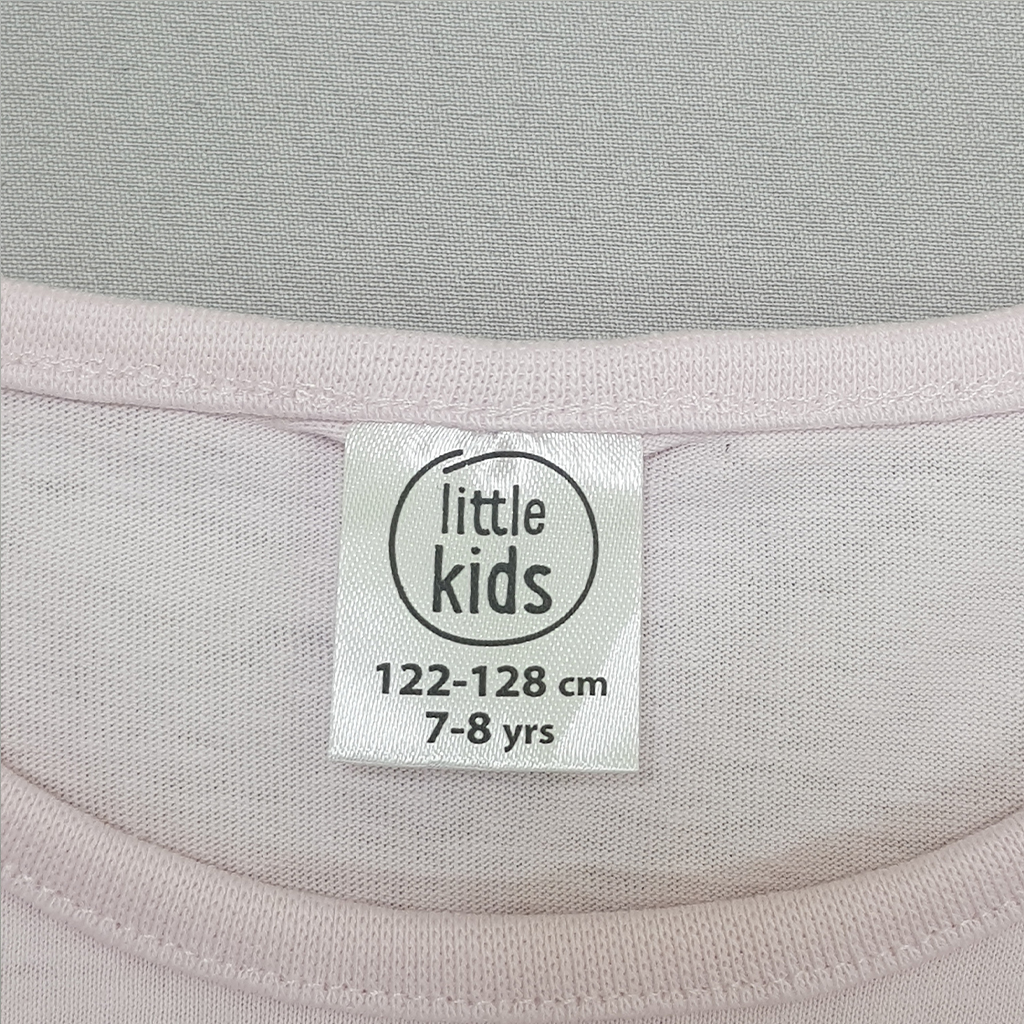 little
kids
122-128 cm
7-8 yrs